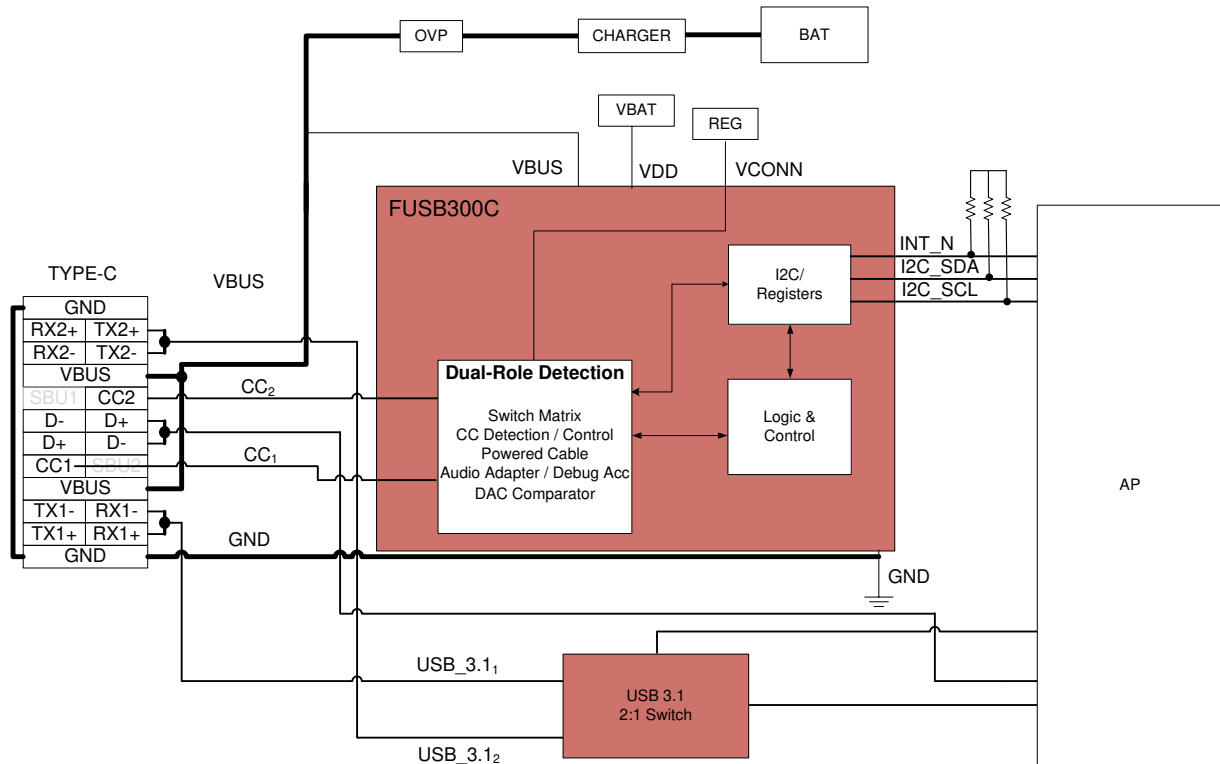 OVP
CHARGER
BAT
VBAT
REG
VBUS
VDD
VCONN
FUSB300C
INT_N
I2C_SDA
I2C_SCL
I2C/
Registers
TYPE-C
VBUS
GND
RX2+ TX2+
RX2- TX2-
VBUS
SBU1 CC2
D- D+
D+ D-
CC1 SBU2
VBUS
TX1- RX1-
TX1+ RX1+
GND
CC₂
CC₁
Dual-Role Detection
Switch Matrix
CC Detection / Control
Powered Cable
Audio Adapter / Debug Acc
DAC Comparator
Logic &
Control
AP
GND
GND
USB_3.1₁
USB 3.1
2:1 Switch
USB_3.1₂